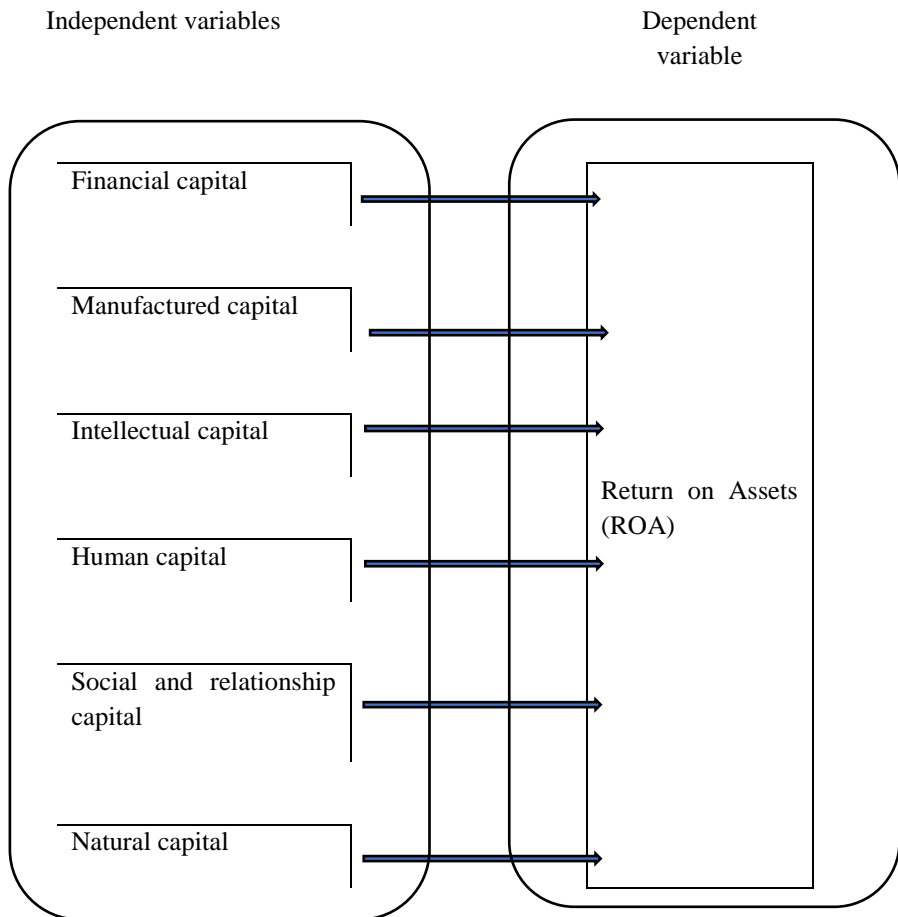 Independent variables
Dependent
variable
Financial capital
Manufactured capital
Intellectual capital
Human capital
Social and relationship
capital
Natural capital
Return on Assets
(ROA)